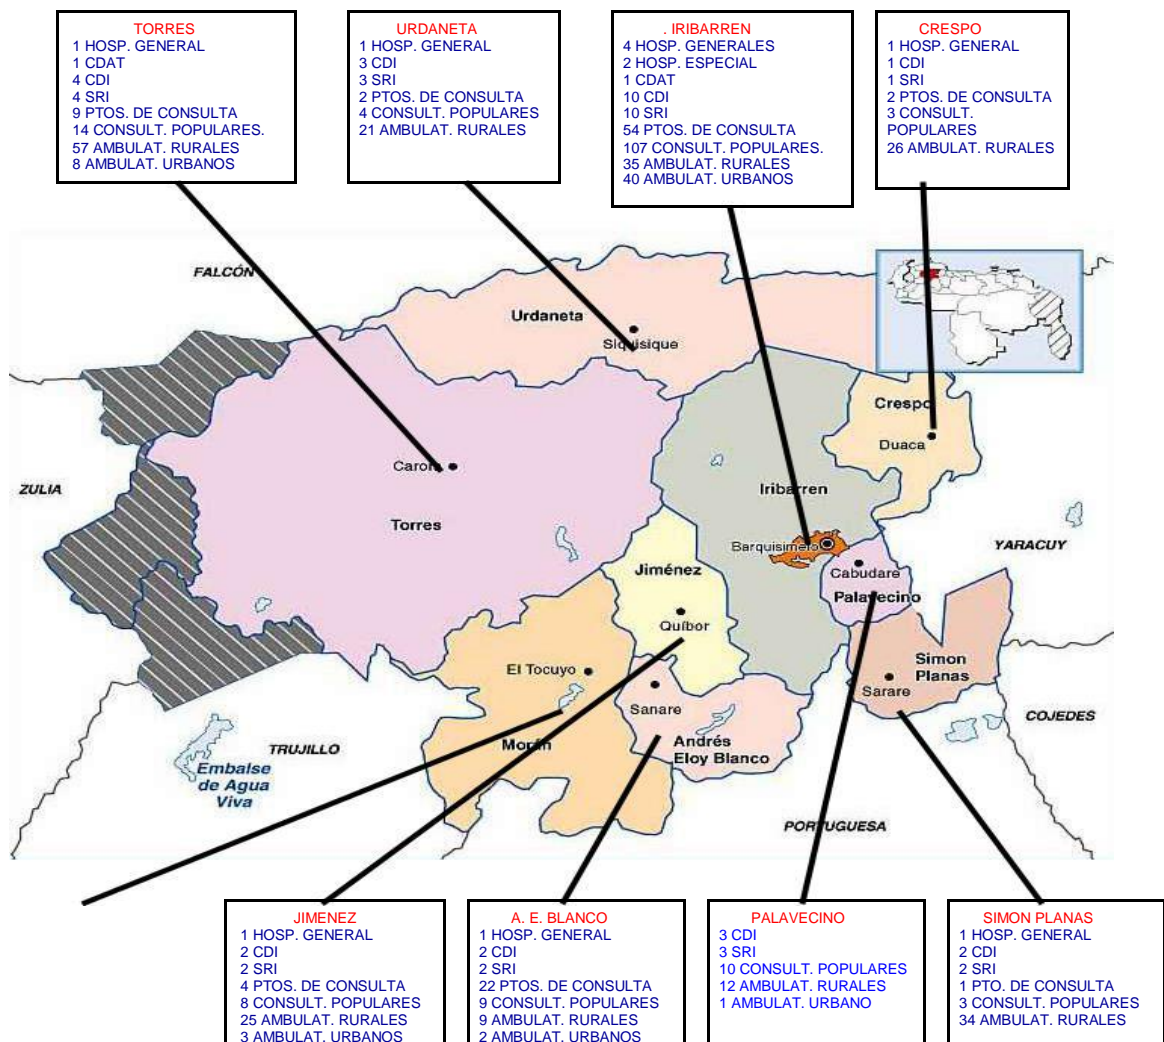 TORRES
1 HOSP. GENERAL
1 CDAT
4 CDI
4 SRI
9 PTOS. DE CONSULTA
14 CONSULT. POPULARES.
57 AMBULAT. RURALES
8 AMBULAT. URBANOS
URDANETA
1 HOSP. GENERAL
3 CDI
3 SRI
2 PTOS. DE CONSULTA
4 CONSULT. POPULARES
21 AMBULAT. RURALES
. IRIBARREN
4 HOSP. GENERALES
2 HOSP. ESPECIAL
1 CDAT
10 CDI
10 SRI
54 PTOS. DE CONSULTA
107 CONSULT. POPULARES.
35 AMBULAT. RURALES
40 AMBULAT. URBANOS
CRESPO
1 HOSP. GENERAL
1 CDI
1 SRI
2 PTOS. DE CONSULTA
3 CONSULT.
POPULARES
26 AMBULAT. RURALES
FALCÓN
Urdaneta
Siquisique
Crespo
Duaca
Carora
ZULIA
Iribarren
Torres
Barquisimeto
YARACUY
Jiménez
Cabudare
Palavecino
Quíbor
El Tocuyo
Simon
Planas
Sarare
Sanare
COJEDES
TRUJILLO
Morán
Andrés
Eloy Blanco
Embalse
de Agua
Viva
PORTUGUESA
JIMENEZ
1 HOSP. GENERAL
2 CDI
2 SRI
4 PTOS. DE CONSULTA
8 CONSULT. POPULARES
25 AMBULAT. RURALES
3 AMBULAT. URBANOS
A. E. BLANCO
1 HOSP. GENERAL
2 CDI
2 SRI
22 PTOS. DE CONSULTA
9 CONSULT. POPULARES
9 AMBULAT. RURALES
2 AMBULAT. URBANOS
PALAVECINO
3 CDI
3 SRI
10 CONSULT. POPULARES
12 AMBULAT. RURALES
1 AMBULAT. URBANO
SIMON PLANAS
1 HOSP. GENERAL
2 CDI
2 SRI
1 PTO. DE CONSULTA
3 CONSULT. POPULARES
34 AMBULAT. RURALES